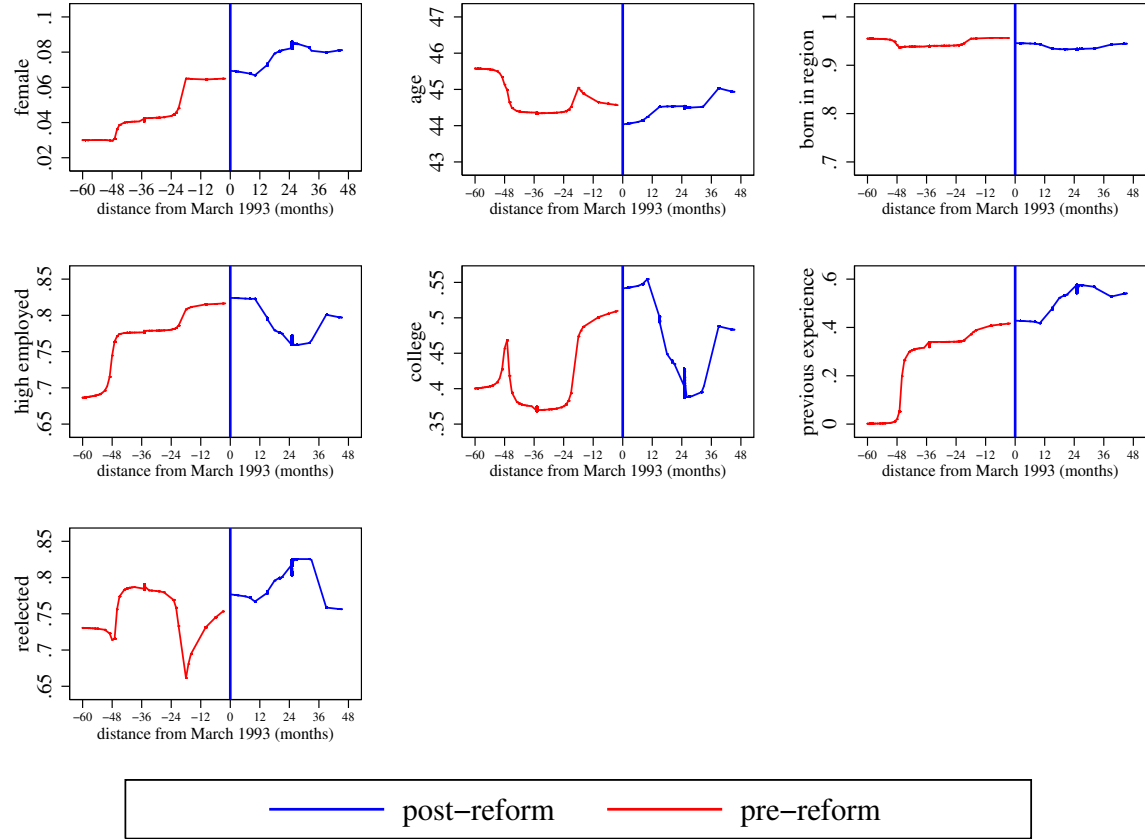 female
.02 .04 .06 .08 .1
−60 −48 −36 −24 −12 0 12 24 36 48
distance from March 1993 (months)
age
43 44 45 46 47
−60 −48 −36 −24 −12 0 12 24 36 48
distance from March 1993 (months)
born in region
.7 .8 .9 1
−60 −48 −36 −24 −12 0 12 24 36 48
distance from March 1993 (months)
high employed
.65 .7 .75 .8 .85
−60 −48 −36 −24 −12 0 12 24 36 48
distance from March 1993 (months)
college
.35 .4 .45 .5 .55
−60 −48 −36 −24 −12 0 12 24 36 48
distance from March 1993 (months)
previous experience
0 .2 .4 .6
−60 −48 −36 −24 −12 0 12 24 36 48
distance from March 1993 (months)
reelected
.65 .7 .75 .8 .85
−60 −48 −36 −24 −12 0 12 24 36 48
distance from March 1993 (months)
post−reform
pre−reform